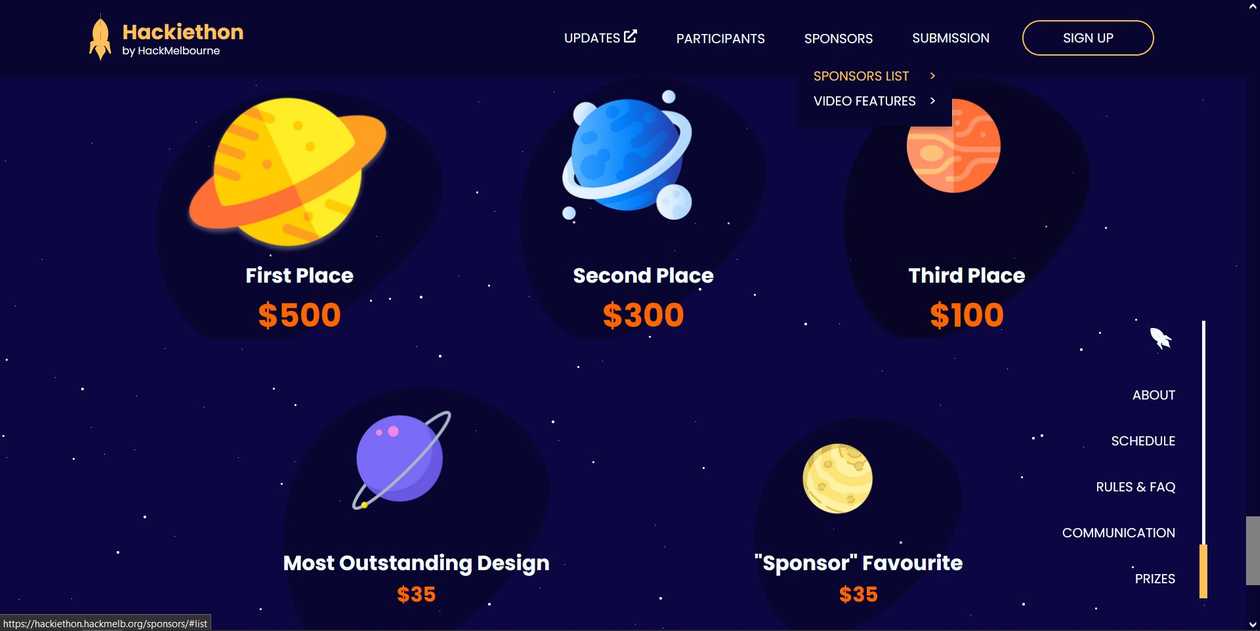 Hackiethon
by HackMelbourne
UPDATES
PARTICIPANTS
SPONSORS
SUBMISSION
SIGN UP
SPONSORS LIST >
VIDEO FEATURES >
First Place
$500
Second Place
$300
Third Place
$100
ABOUT
SCHEDULE
RULES & FAQ
COMMUNICATION
PRIZES
Most Outstanding Design
$35
"Sponsor" Favourite
$35
https://hackiethon.hackmelb.org/sponsors/#list